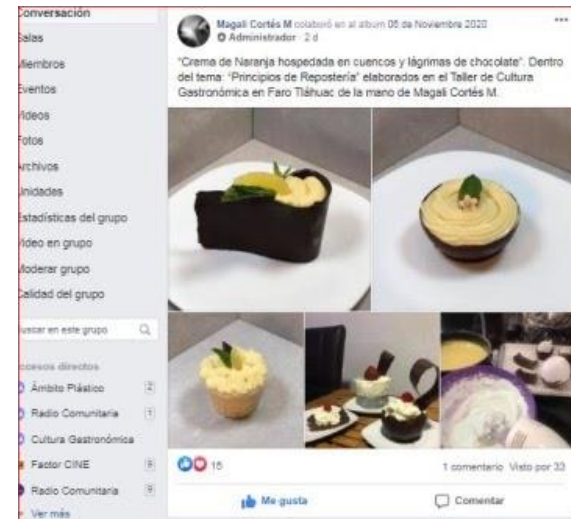 Conversación
Salas
Miembros
Eventos
Videos
Fotos
Archivos
Unidades
Estadísticas del grupo
Video en grupo
Moderar grupo
Calidad del grupo
Buscar en este grupo
Accesos directos
Ámbito Plástico 2
Radio Comunitaria 1
Cultura Gastronómica
Factor CINE 9
Radio Comunitaria 9
Ver más
Magali Cortés M colaboró en al album 05 de Noviembre 2020
Administrador · 2 d
"Crema de Naranja hospedada en cuencos y lágrimas de chocolate". Dentro
del tema: "Principios de Repostería" elaborados en el Taller de Cultura
Gastronómica en Faro Tláhuac de la mano de Magali Cortés M.
15
1 comentario Visto por 33
Me gusta
Comentar